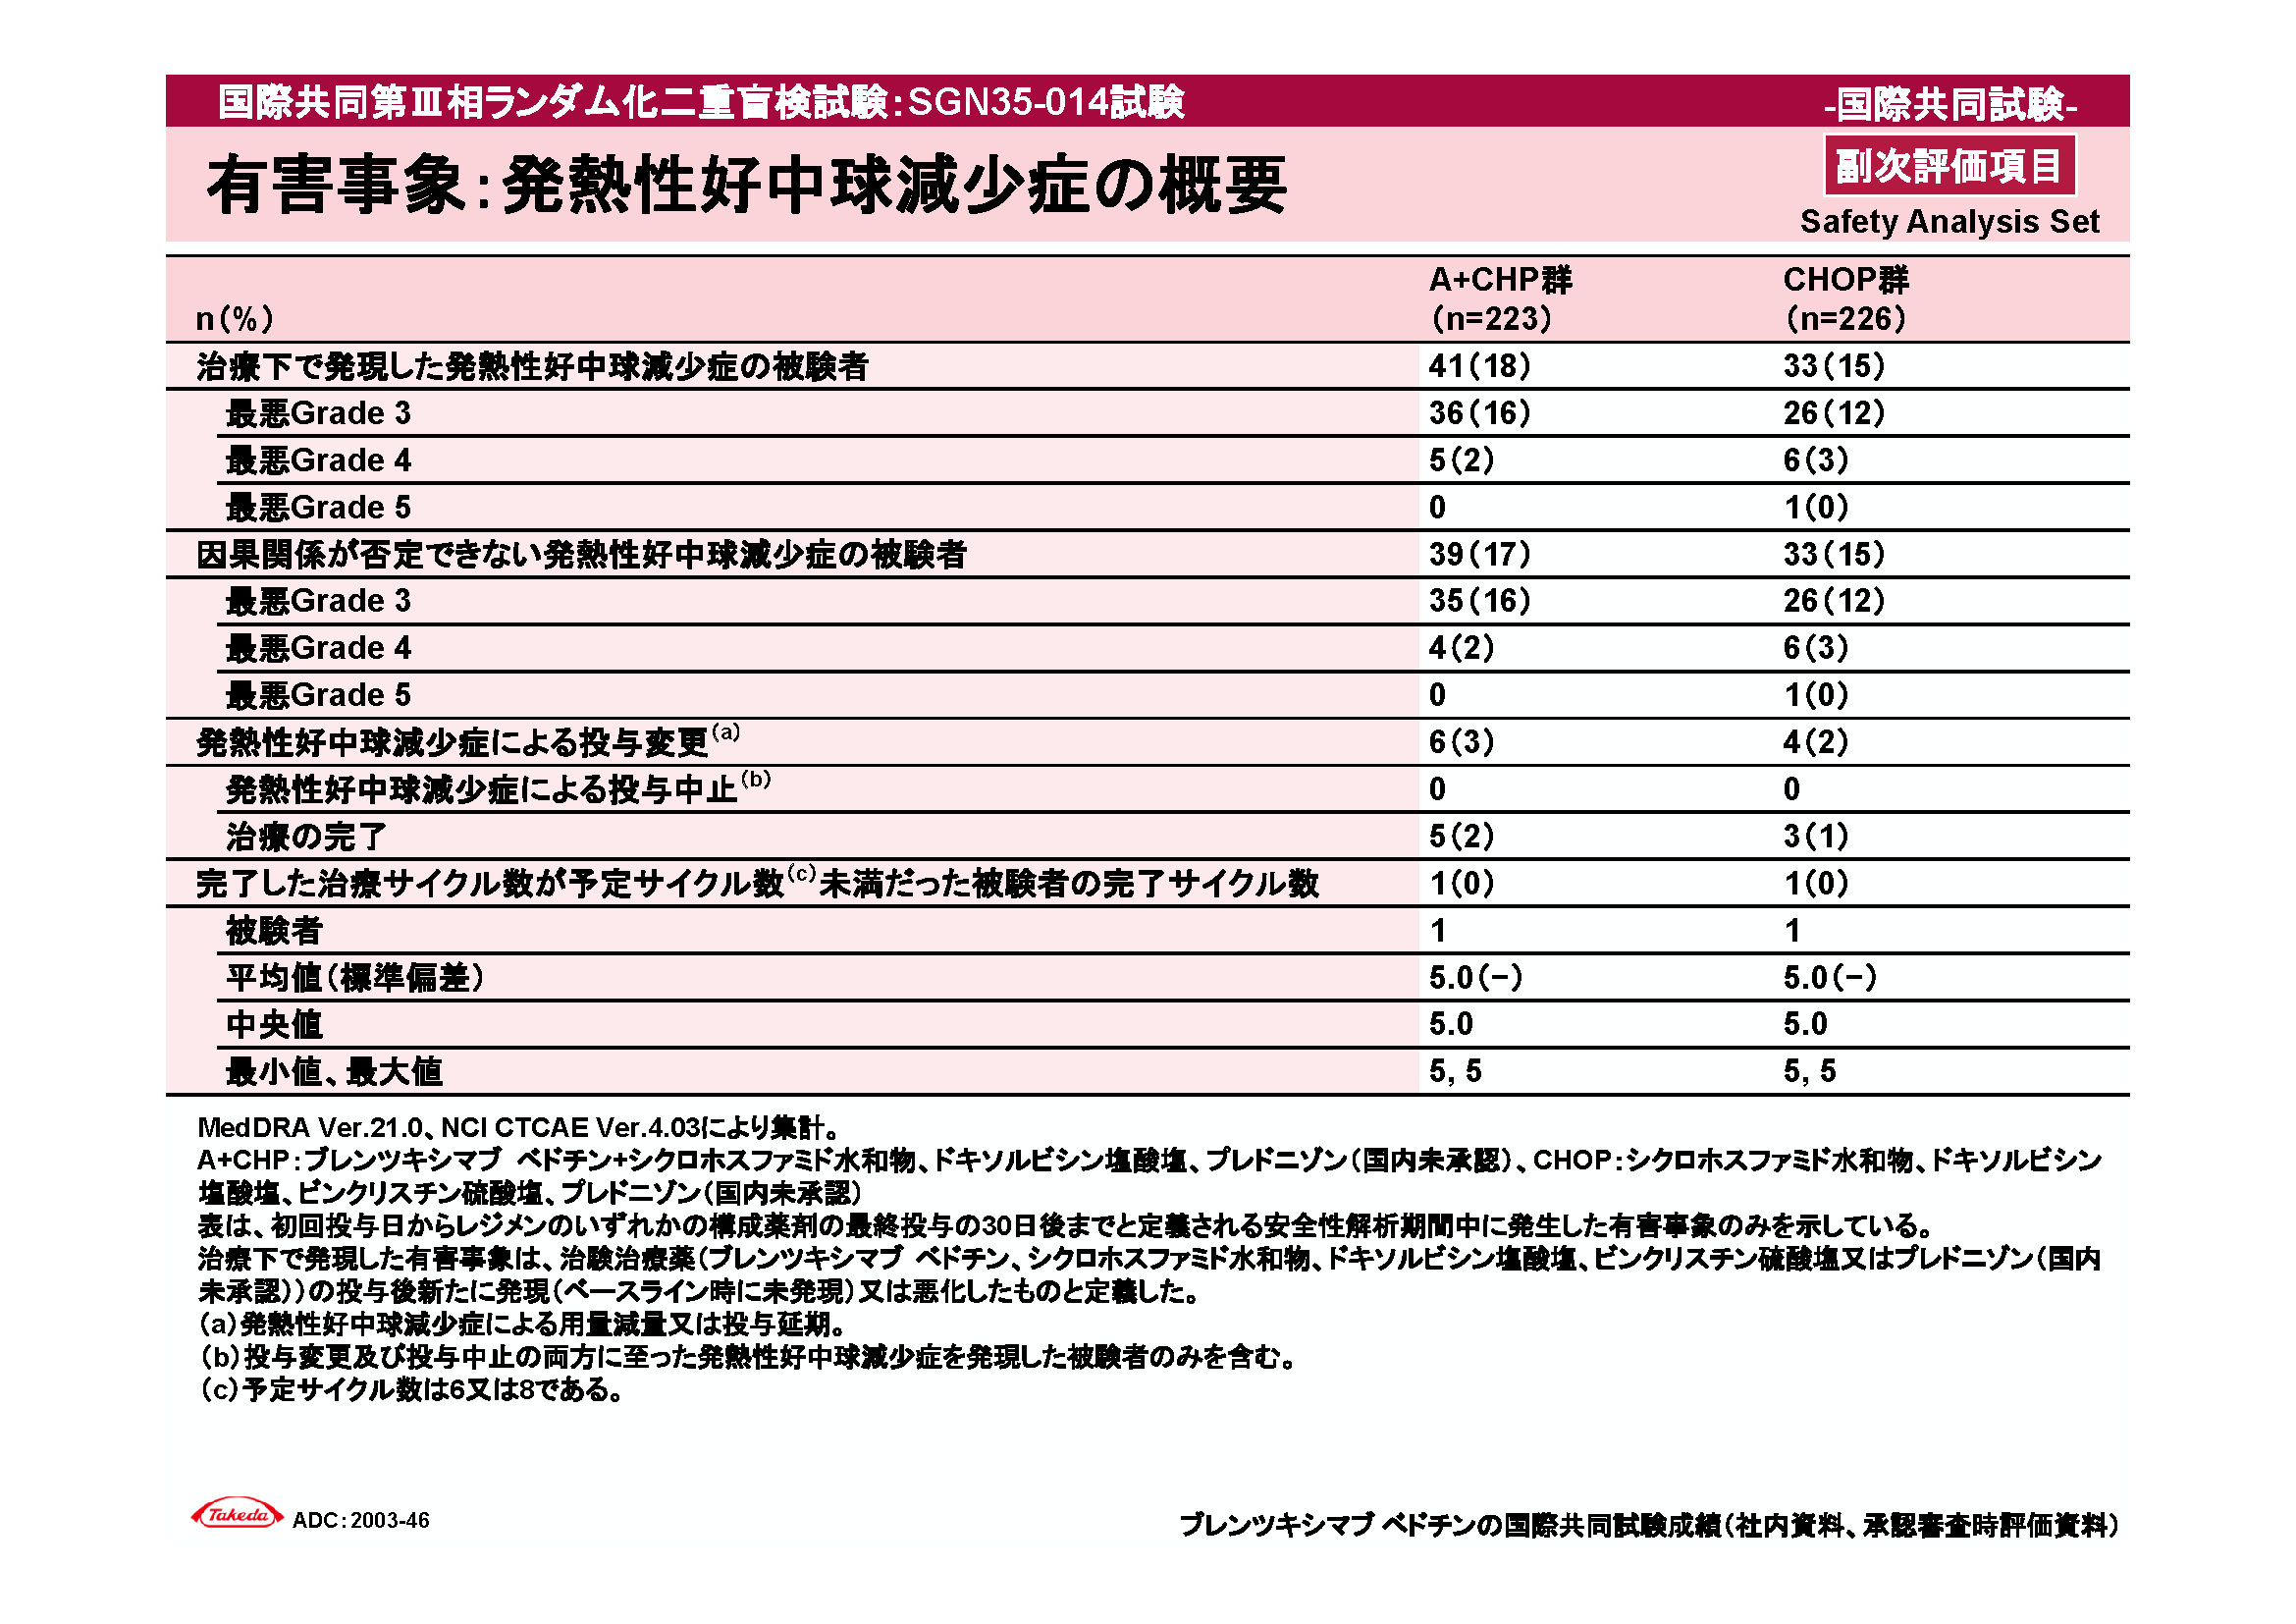 国際共同第Ⅲ相ランダム化二重盲検試験：SGN35-014試験 -国際共同試験-
有害事象：発熱性好中球減少症の概要 副次評価項目
Safety Analysis Set
n（%） A+CHP群（n=223） CHOP群（n=226）
治療下で発現した発熱性好中球減少症の被験者 41（18） 33（15）
最悪Grade 3 36（16） 26（12）
最悪Grade 4 5（2） 6（3）
最悪Grade 5 0 1（0）
因果関係が否定できない発熱性好中球減少症の被験者 39（17） 33（15）
最悪Grade 3 35（16） 26（12）
最悪Grade 4 4（2） 6（3）
最悪Grade 5 0 1（0）
発熱性好中球減少症による投与変更（a） 6（3） 4（2）
発熱性好中球減少症による投与中止（b） 0 0
治療の完了 5（2） 3（1）
完了した治療サイクル数が予定サイクル数（c）未満だった被験者の完了サイクル数 1（0） 1（0）
被験者 1 1
平均値（標準偏差） 5.0（−） 5.0（−）
中央値 5.0 5.0
最小値、最大値 5, 5 5, 5
MedDRA Ver.21.0、NCI CTCAE Ver.4.03により集計。
A+CHP：ブレンツキシマブ ベドチン+シクロホスファミド水和物、ドキソルビシン塩酸塩、プレドニゾン（国内未承認）、CHOP：シクロホスファミド水和物、ドキソルビシン
塩酸塩、ビンクリスチン硫酸塩、プレドニゾン（国内未承認）
表は、初回投与日からレジメンのいずれかの構成薬剤の最終投与の30日後までと定義される安全性解析期間中に発生した有害事象のみを示している。
治療下で発現した有害事象は、治験治療薬（ブレンツキシマブ ベドチン、シクロホスファミド水和物、ドキソルビシン塩酸塩、ビンクリスチン硫酸塩又はプレドニゾン（国内
未承認））の投与後新たに発現（ベースライン時に未発現）又は悪化したものと定義した。
（a）発熱性好中球減少症による用量減量又は投与延期。
（b）投与変更及び投与中止の両方に至った発熱性好中球減少症を発現した被験者のみを含む。
（c）予定サイクル数は6又は8である。
Takeda ADC：2003-46 ブレンツキシマブ ベドチンの国際共同試験成績（社内資料、承認審査時評価資料）